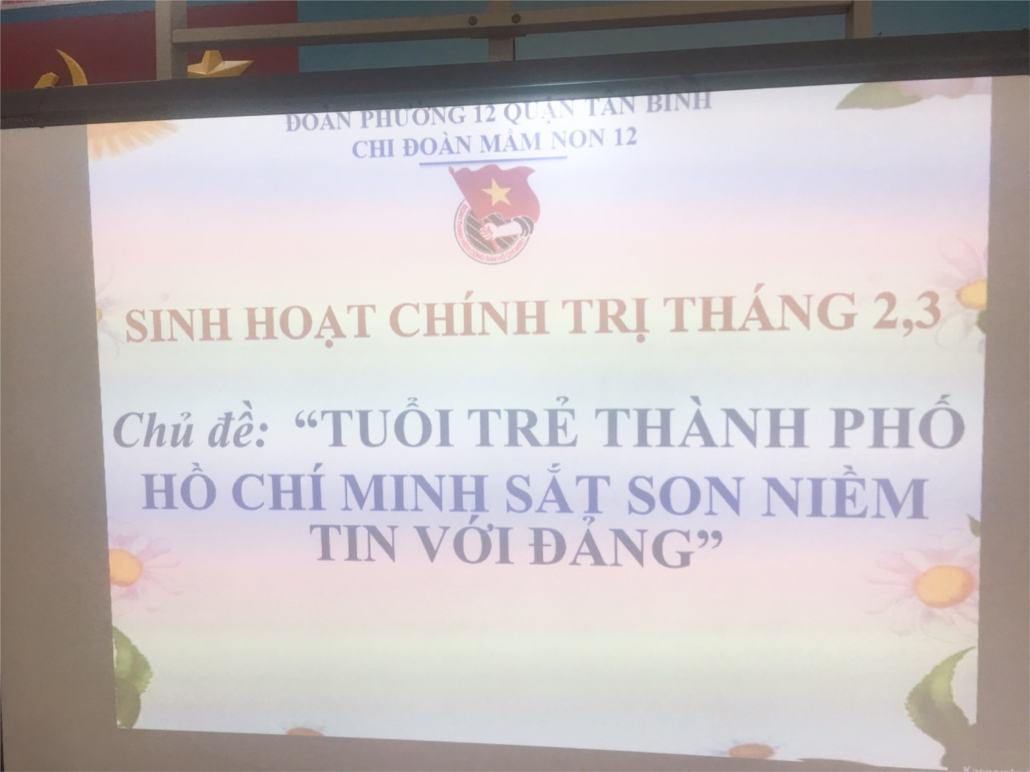 ĐOÀN PHƯỜNG 12 QUẬN TÂN BÌNH
CHI ĐOÀN MẦM NON 12
SINH HOẠT CHÍNH TRỊ THÁNG 2,3
Chủ đề: “TUỔI TRẺ THÀNH PHỐ
HỒ CHÍ MINH SẮT SON NIỀM
TIN VỚI ĐẢNG”